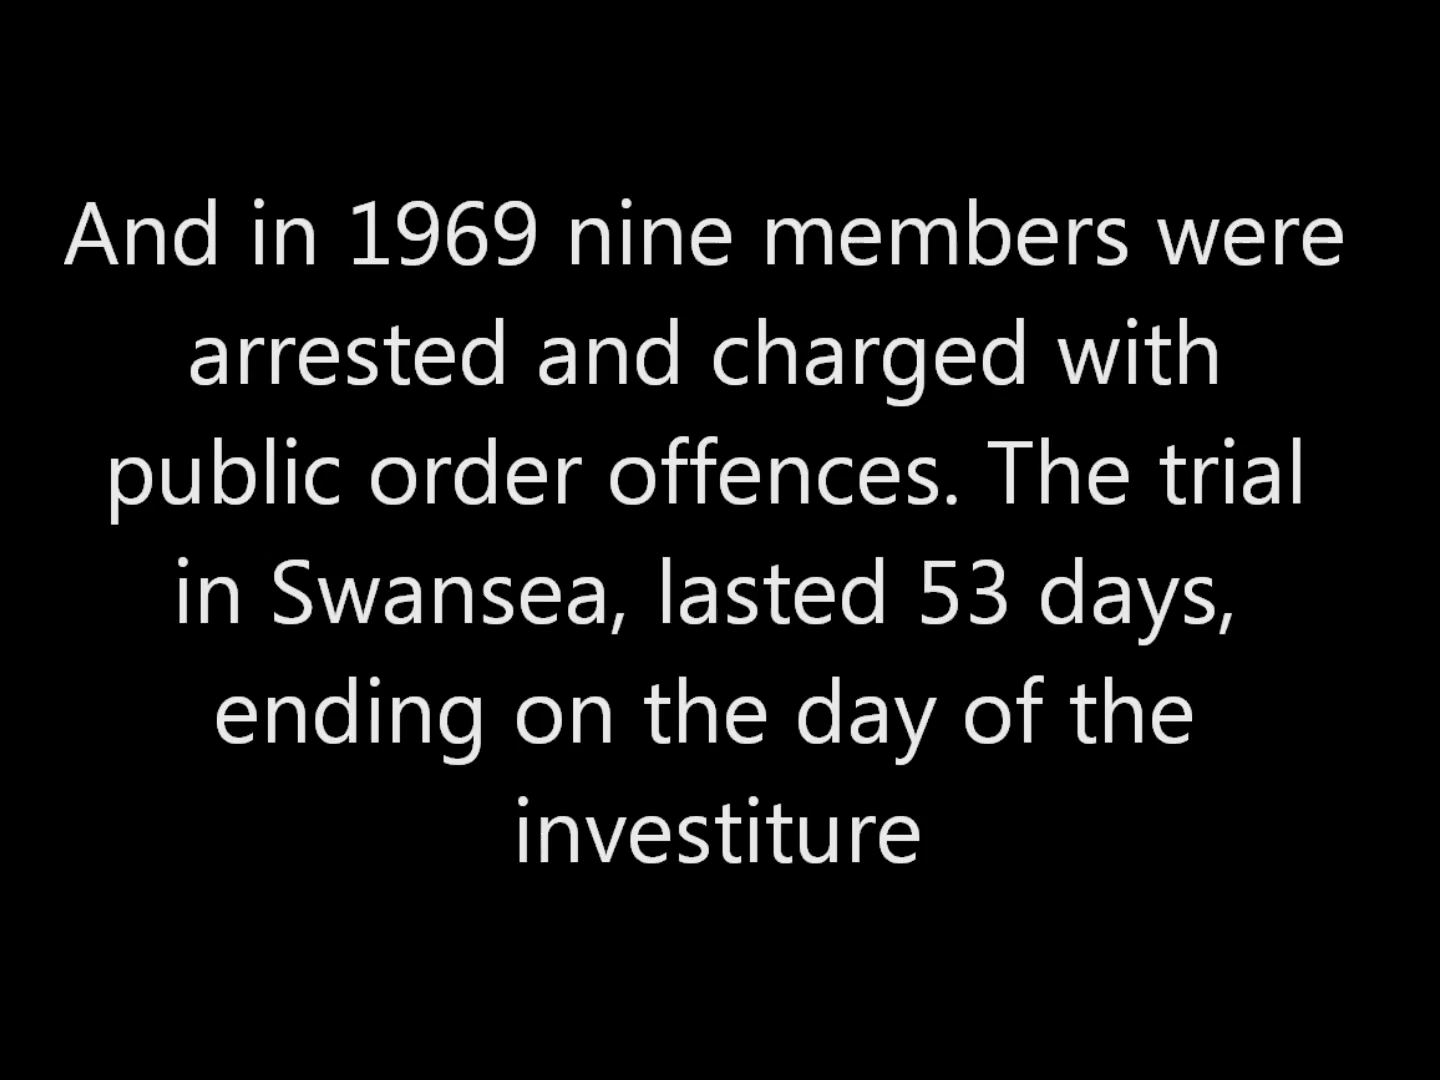 And in 1969 nine members were
arrested and charged with
public order offences. The trial
in Swansea, lasted 53 days,
ending on the day of the
investiture